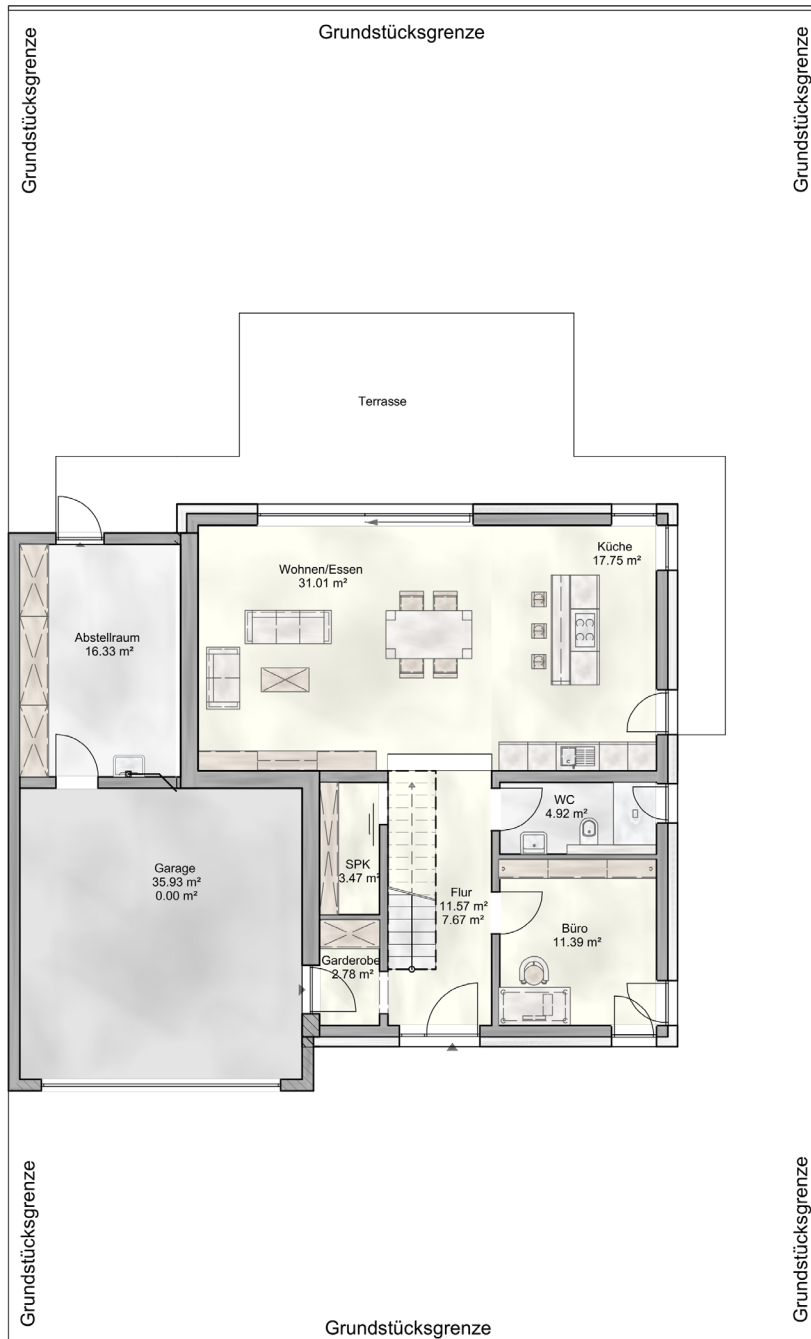 Grundstücksgrenze
Grundstücksgrenze
Grundstücksgrenze
Terrasse
Wohnen/Essen
31.01 m²
Küche
17.75 m²
Abstellraum
16.33 m²
WC
4.92 m²
SPK
3.47 m²
Garage
35.93 m²
0.00 m²
Flur
11.57 m²
7.67 m²
Büro
11.39 m²
Garderobe
2.78 m²
Grundstücksgrenze
Grundstücksgrenze
Grundstücksgrenze